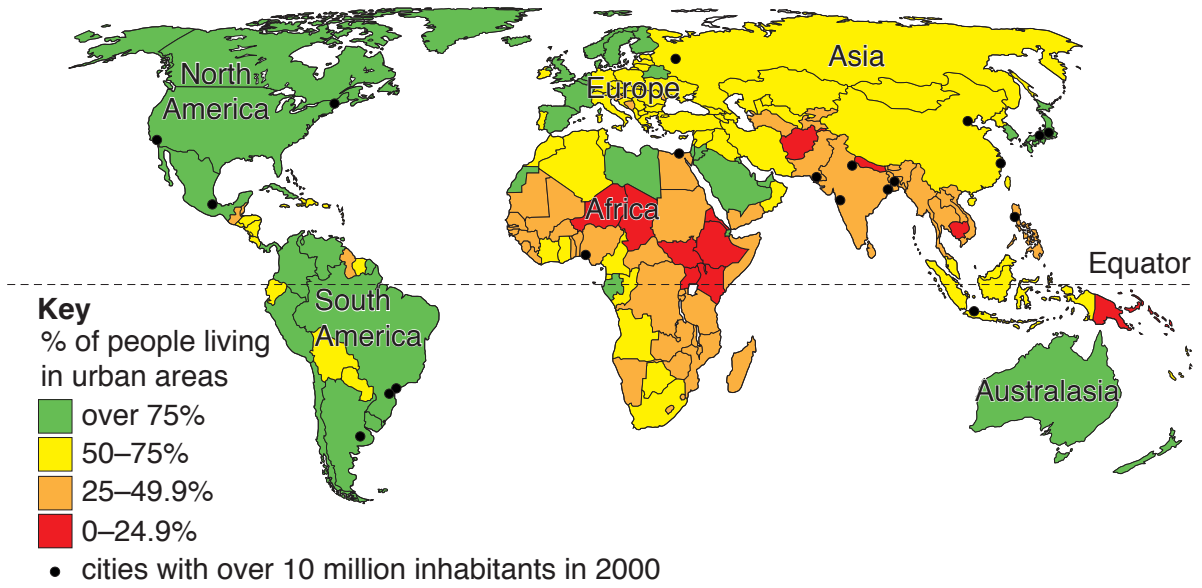 North
America
Europe
Asia
Africa
Equator
South
America
Australasia
Key
% of people living
in urban areas
over 75%
50–75%
25–49.9%
0–24.9%
cities with over 10 million inhabitants in 2000